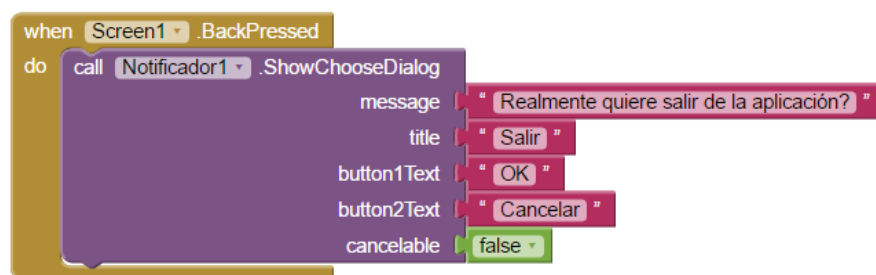 when Screen1 .BackPressed
do call Notificador1 .ShowChooseDialog
message " Realmente quiere salir de la aplicación? "
title " Salir "
button1Text " OK "
button2Text " Cancelar "
cancelable false